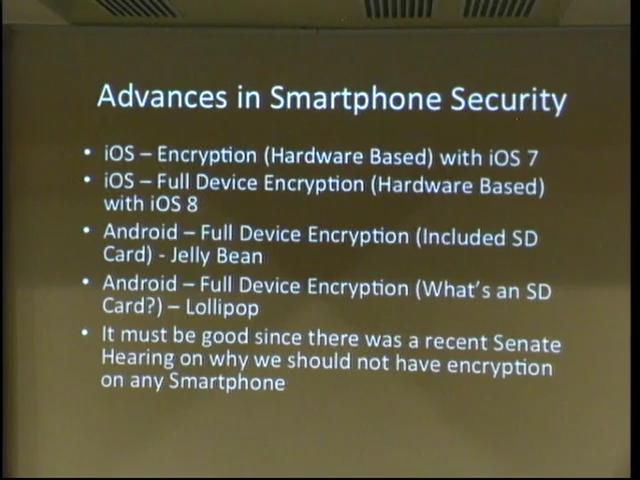 Advances in Smartphone Security
• iOS – Encryption (Hardware Based) with iOS 7
• iOS – Full Device Encryption (Hardware Based)
with iOS 8
• Android – Full Device Encryption (Included SD
Card) - Jelly Bean
• Android – Full Device Encryption (What's an SD
Card?) – Lollipop
• It must be good since there was a recent Senate
Hearing on why we should not have encryption
on any Smartphone